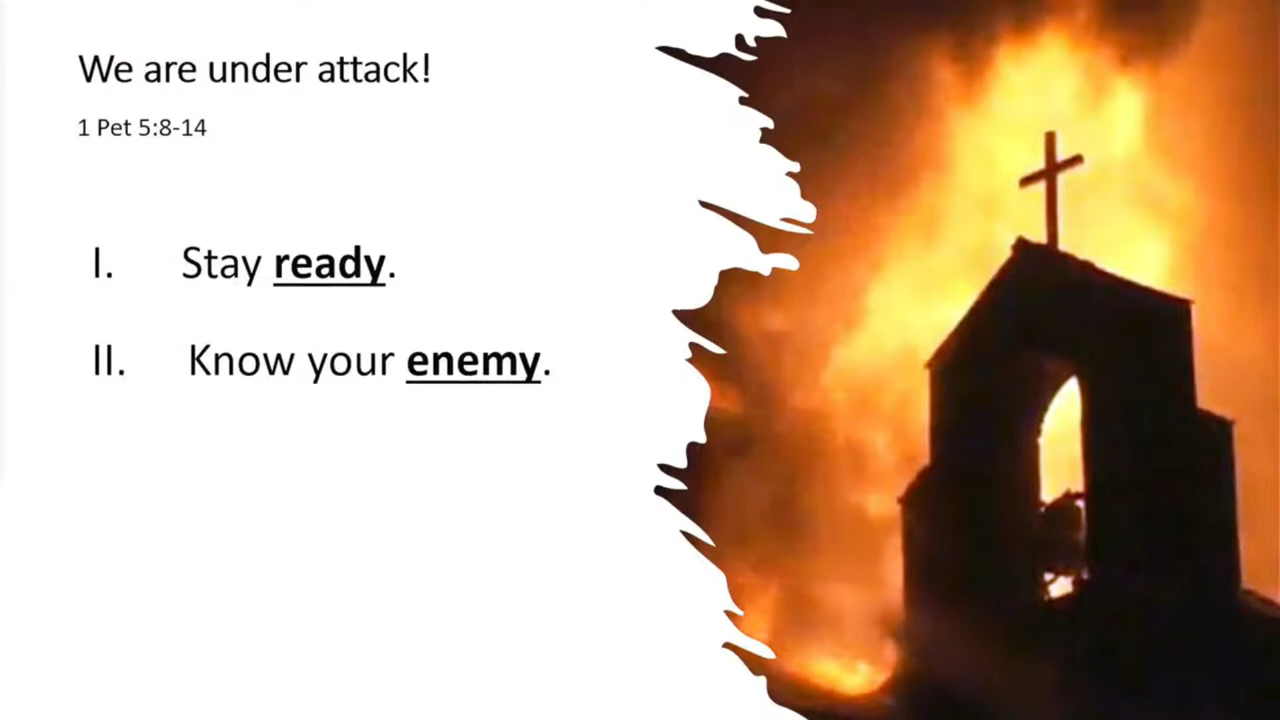 We are under attack!
1 Pet 5:8-14
I. Stay ready.
II. Know your enemy.